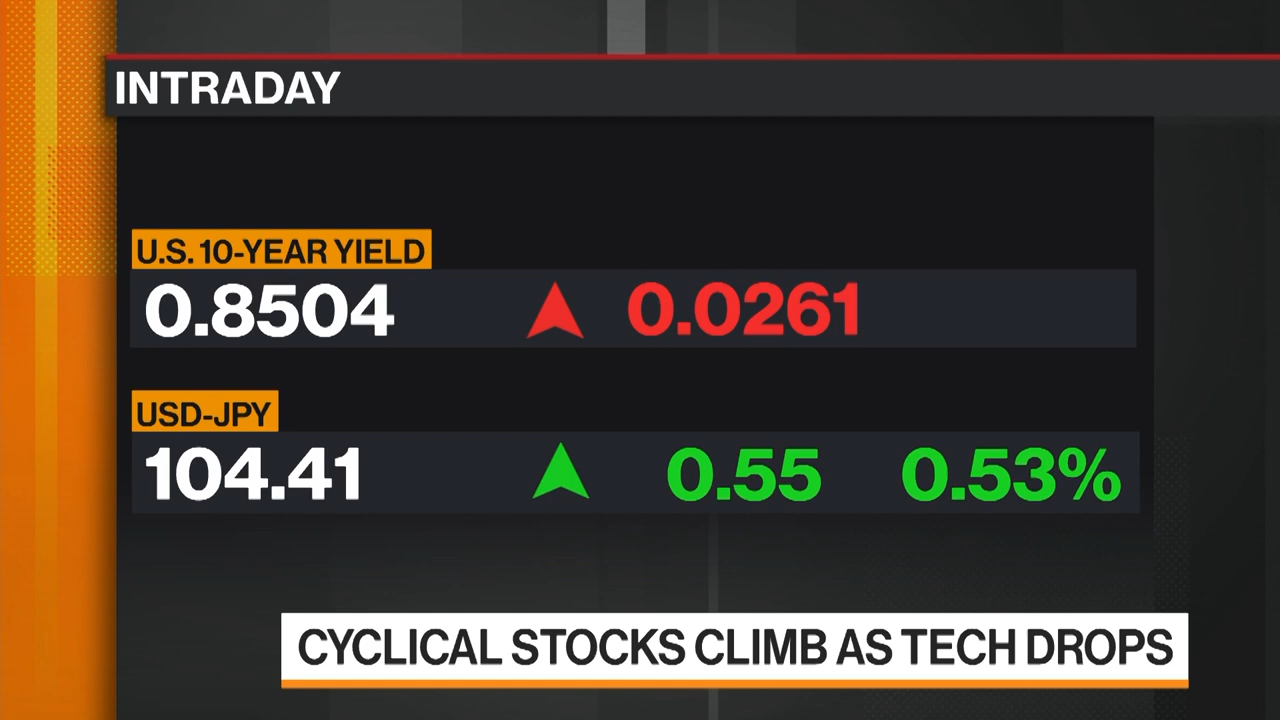 INTRADAY
U.S. 10-YEAR YIELD
0.8504 0.0261
USD-JPY
104.41 0.55 0.53%
CYCLICAL STOCKS CLIMB AS TECH DROPS